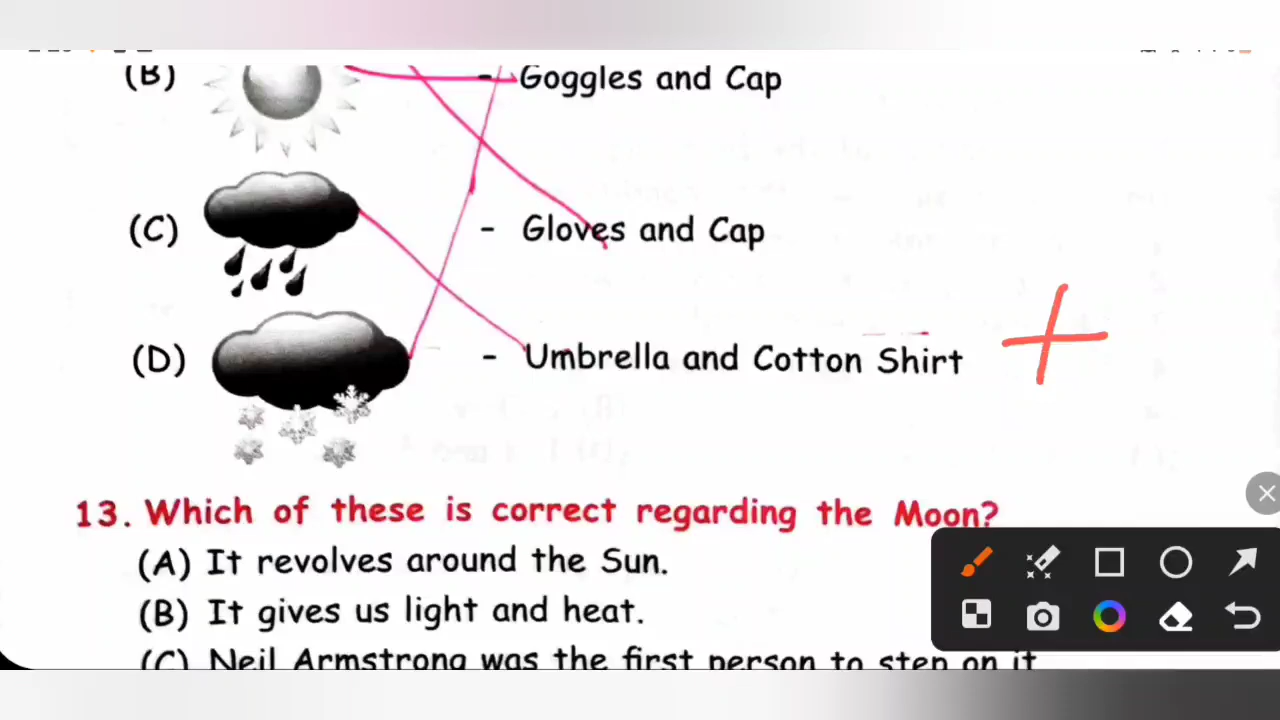 (B) - Goggles and Cap
(C) - Gloves and Cap
(D) - Umbrella and Cotton Shirt
13. Which of these is correct regarding the Moon?
(A) It revolves around the Sun.
(B) It gives us light and heat.
(C) Neil Armstrong was the first person to step on it